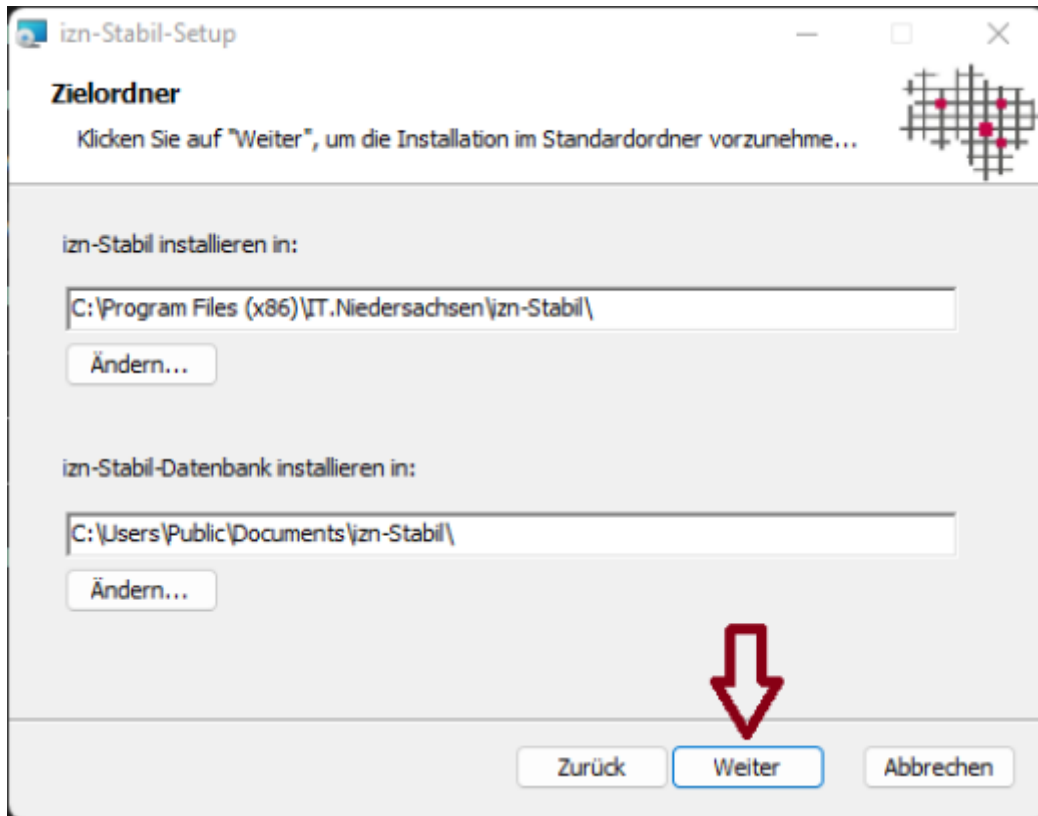 izn-Stabil-Setup
Zielordner
Klicken Sie auf "Weiter", um die Installation im Standardordner vorzunehme...
izn-Stabil installieren in:
C:\Program Files (x86)\IT.Niedersachsen\izn-Stabil\
Ändern...
izn-Stabil-Datenbank installieren in:
C:\Users\Public\Documents\izn-Stabil\
Ändern...
Zurück Weiter Abbrechen